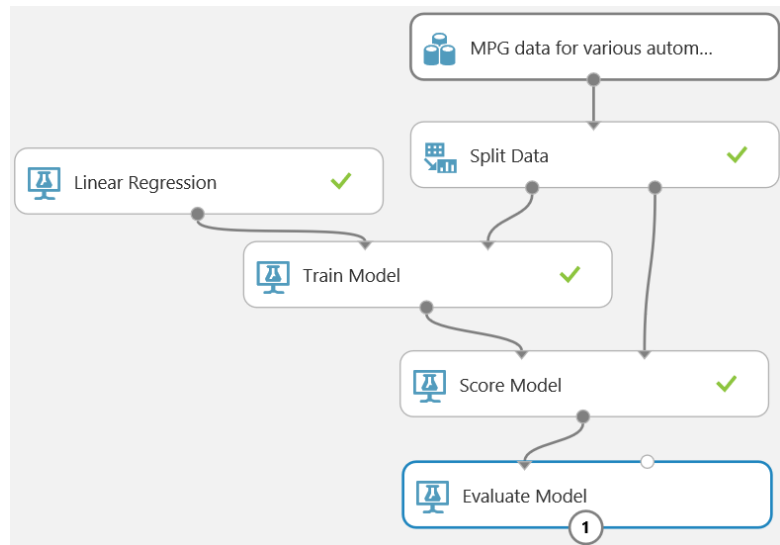 MPG data for various autom...
Split Data
Linear Regression
Train Model
Score Model
Evaluate Model
1